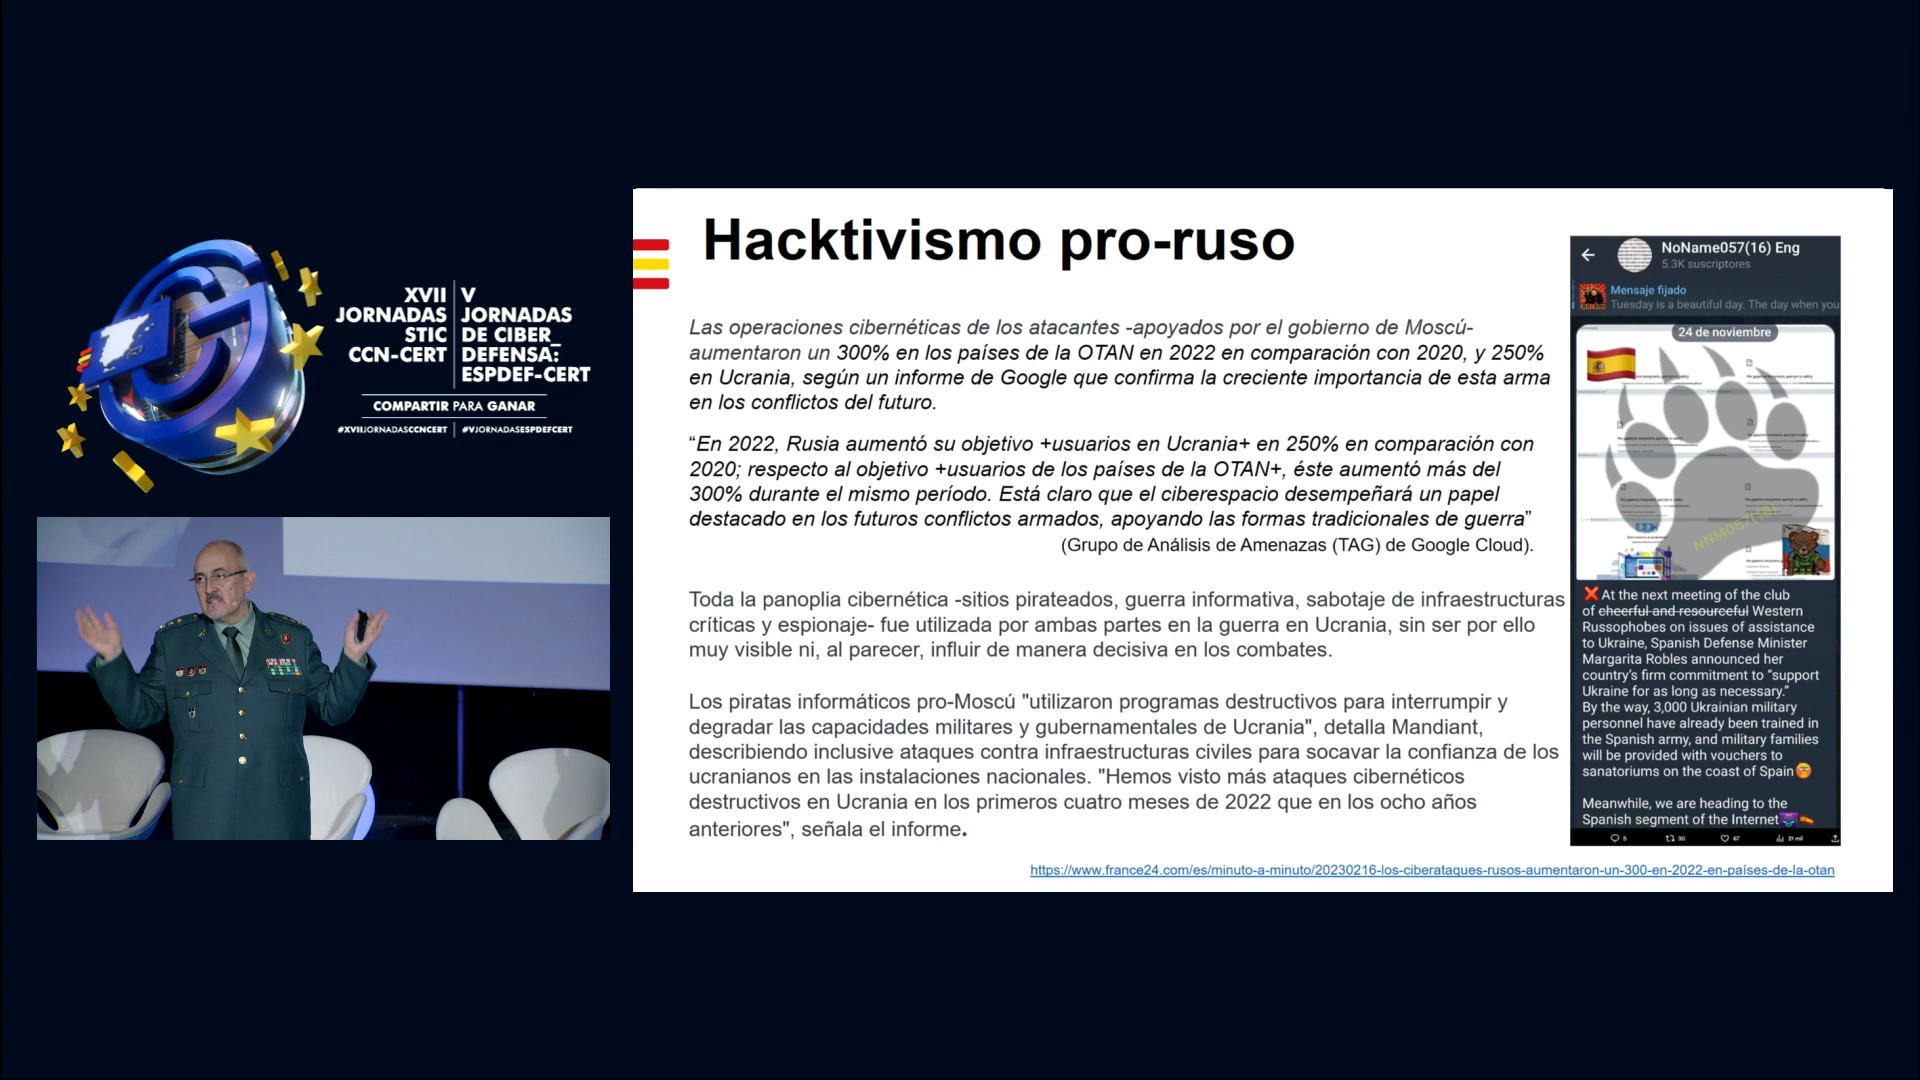 XVII
JORNADAS
STIC
CCN-CERT
V
JORNADAS
DE CIBER_
DEFENSA:
ESPDEF-CERT
COMPARTIR PARA GANAR
#XVIIJORNADASCCNCERT
#VJORNADASESPDEFCERT
Hacktivismo pro-ruso
Las operaciones cibernéticas de los atacantes -apoyados por el gobierno de Moscú-
aumentaron un 300% en los países de la OTAN en 2022 en comparación con 2020, y 250%
en Ucrania, según un informe de Google que confirma la creciente importancia de esta arma
en los conflictos del futuro.
“En 2022, Rusia aumentó su objetivo +usuarios en Ucrania+ en 250% en comparación con
2020; respecto al objetivo +usuarios de los países de la OTAN+, éste aumentó más del
300% durante el mismo período. Está claro que el ciberespacio desempeñará un papel
destacado en los futuros conflictos armados, apoyando las formas tradicionales de guerra”
(Grupo de Análisis de Amenazas (TAG) de Google Cloud).
Toda la panoplia cibernética -sitios pirateados, guerra informativa, sabotaje de infraestructuras
críticas y espionaje- fue utilizada por ambas partes en la guerra en Ucrania, sin ser por ello
muy visible ni, al parecer, influir de manera decisiva en los combates.
Los piratas informáticos pro-Moscú "utilizaron programas destructivos para interrumpir y
degradar las capacidades militares y gubernamentales de Ucrania", detalla Mandiant,
describiendo inclusive ataques contra infraestructuras civiles para socavar la confianza de los
ucranianos en las instalaciones nacionales. "Hemos visto más ataques cibernéticos
destructivos en Ucrania en los primeros cuatro meses de 2022 que en los ocho años
anteriores", señala el informe.
https://www.france24.com/es/minuto-a-minuto/20230216-los-ciberataques-rusos-aumentaron-un-300-en-2022-en-países-de-la-otan
NoName057(16) Eng
5.3K suscriptores
Mensaje fijado
Tuesday is a beautiful day. The day when you
24 de noviembre
NNM057(16)
❌At the next meeting of the club
of cheerful and resourceful Western
Russophobes on issues of assistance
to Ukraine, Spanish Defense Minister
Margarita Robles announced her
country's firm commitment to “support
Ukraine for as long as necessary.”
By the way, 3,000 Ukrainian military
personnel have already been trained in
the Spanish army, and military families
will be provided with vouchers to
sanatoriums on the coast of Spain
Meanwhile, we are heading to the
Spanish segment of the Internet
30
67
21 mil